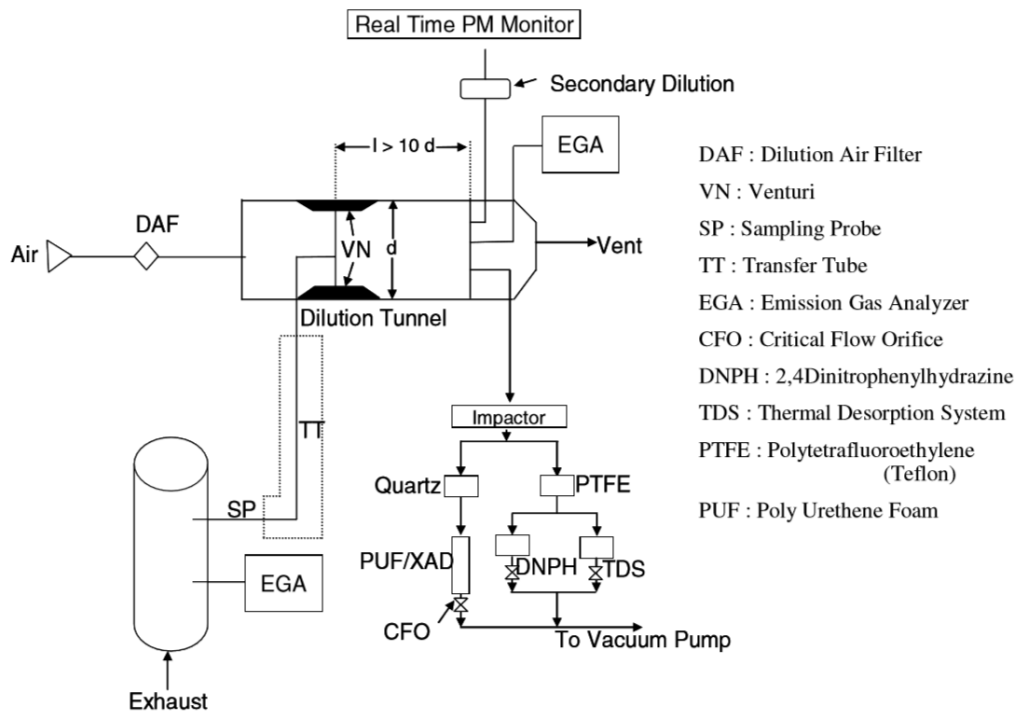 Real Time PM Monitor
Secondary Dilution
l > 10 d
EGA
DAF
Air
VN
d
Vent
Dilution Tunnel
TT
SP
EGA
Exhaust
Impactor
Quartz
PTFE
PUF/XAD
DNPH
TDS
CFO
To Vacuum Pump
DAF : Dilution Air Filter
VN : Venturi
SP : Sampling Probe
TT : Transfer Tube
EGA : Emission Gas Analyzer
CFO : Critical Flow Orifice
DNPH : 2,4Dinitrophenylhydrazine
TDS : Thermal Desorption System
PTFE : Polytetrafluoroethylene
(Teflon)
PUF : Poly Urethene Foam